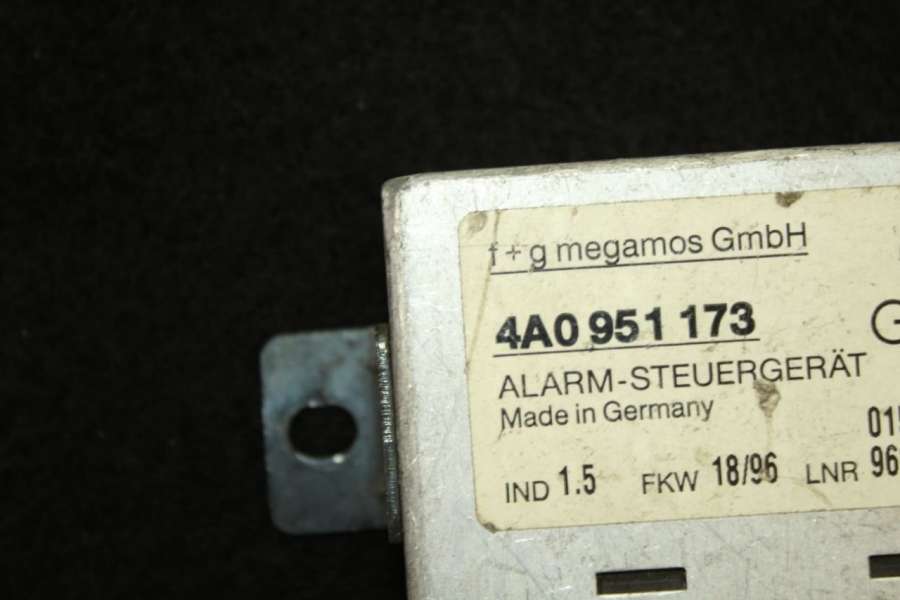 f+g megamos GmbH
4A0 951 173
ALARM-STEUERGERÄT
Made in Germany
IND 1.5 FKW 18/96 LNR